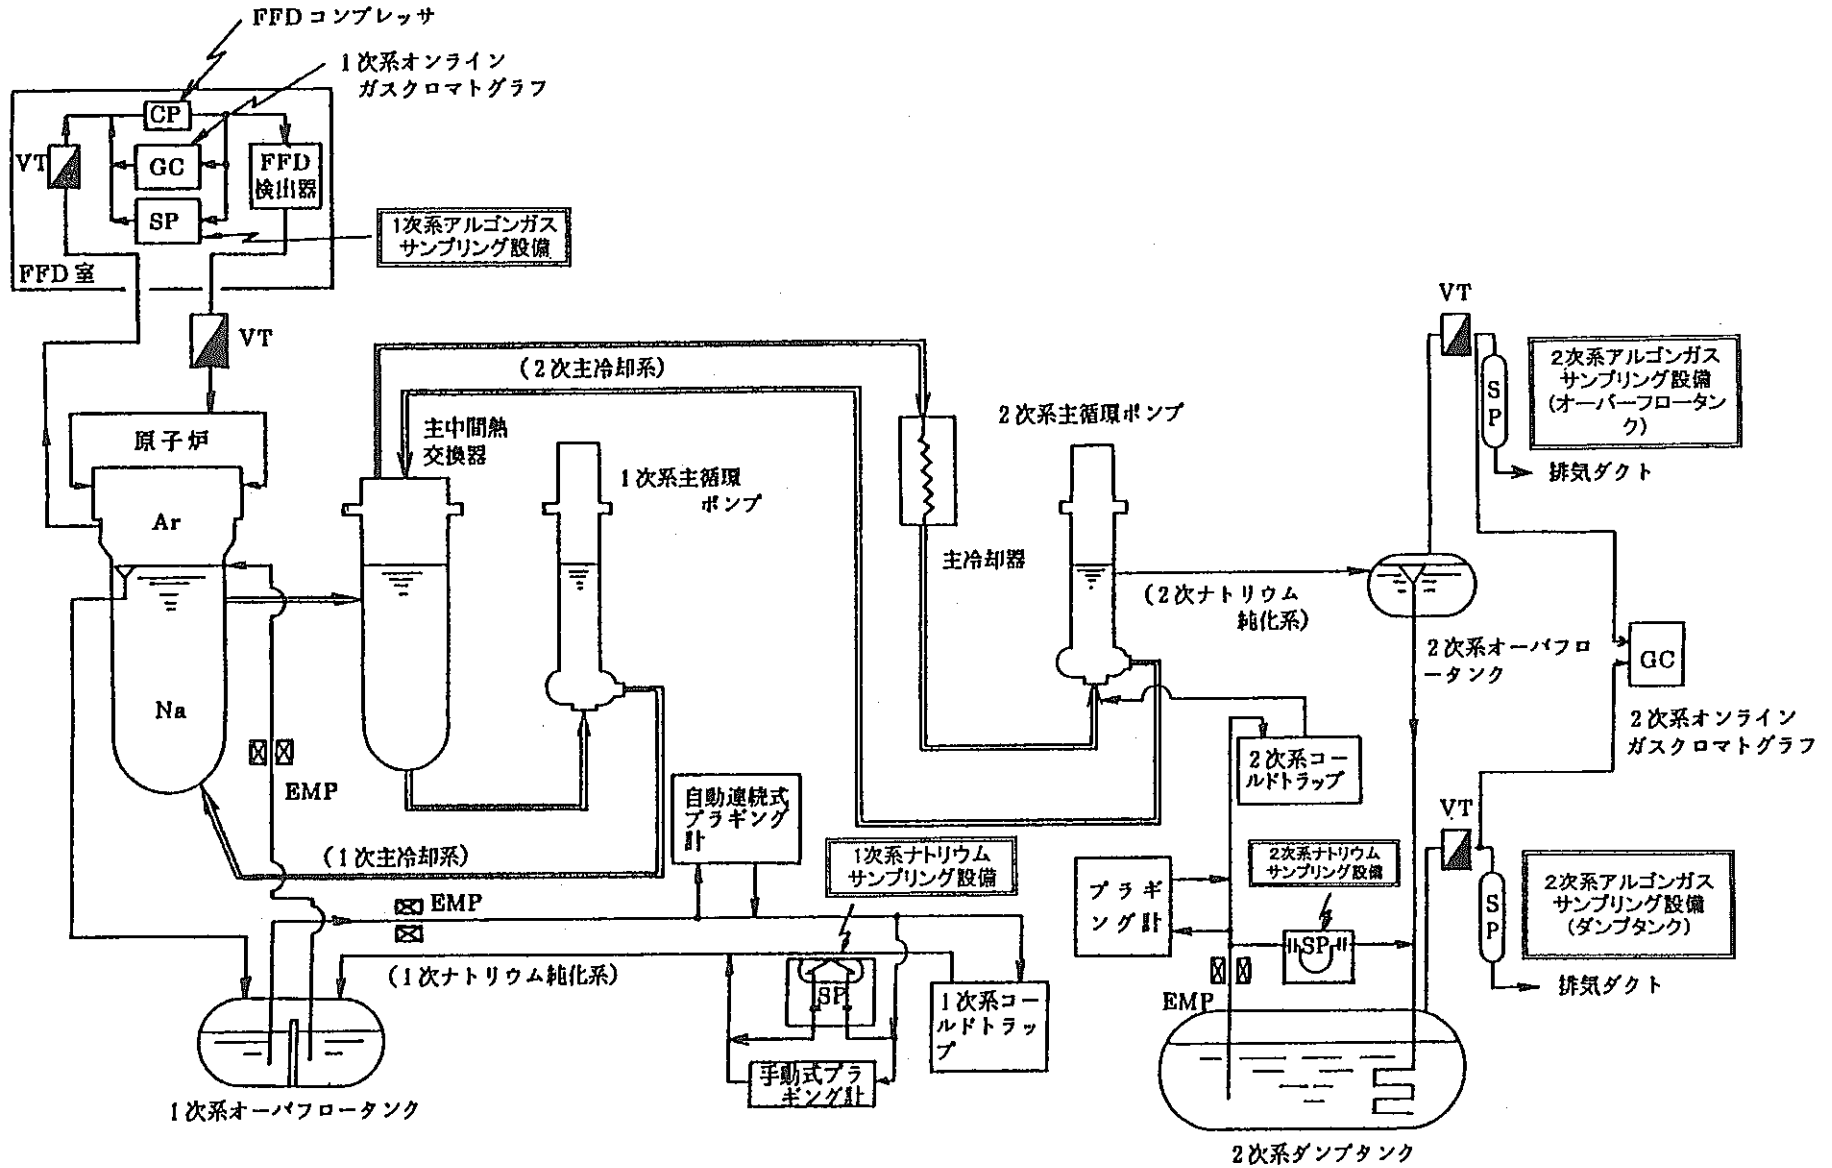 FFDコンプレッサ
1次系オンライン
ガスクロマトグラフ
CP
VT
GC
FFD
検出器
SP
1次系アルゴンガス
サンプリング設備
FFD室
VT
VT
(2次主冷却系)
2次系アルゴンガス
サンプリング設備
(オーバーフロータン
ク)
SP
排気ダクト
原子炉
主中間熱
交換器
2次系主循環ポンプ
1次系主循環
ポンプ
Ar
主冷却器
(2次ナトリウム
純化系)
2次系オーバフロ
ータンク
GC
Na
2次系オンライン
ガスクロマトグラフ
EMP
自動連続式
プラギング
計
2次系コー
ルドトラップ
VT
(1次主冷却系)
1次系ナトリウム
サンプリング設備
2次系ナトリウム
サンプリング設備
2次系アルゴンガス
サンプリング設備
(ダンプタンク)
プラギ
ング計
EMP
SP
SP
(1次ナトリウム純化系)
SP
EMP
排気ダクト
1次系コー
ルドトラッ
プ
手動式プラ
ギング計
1次系オーバフロータンク
2次系ダンプタンク